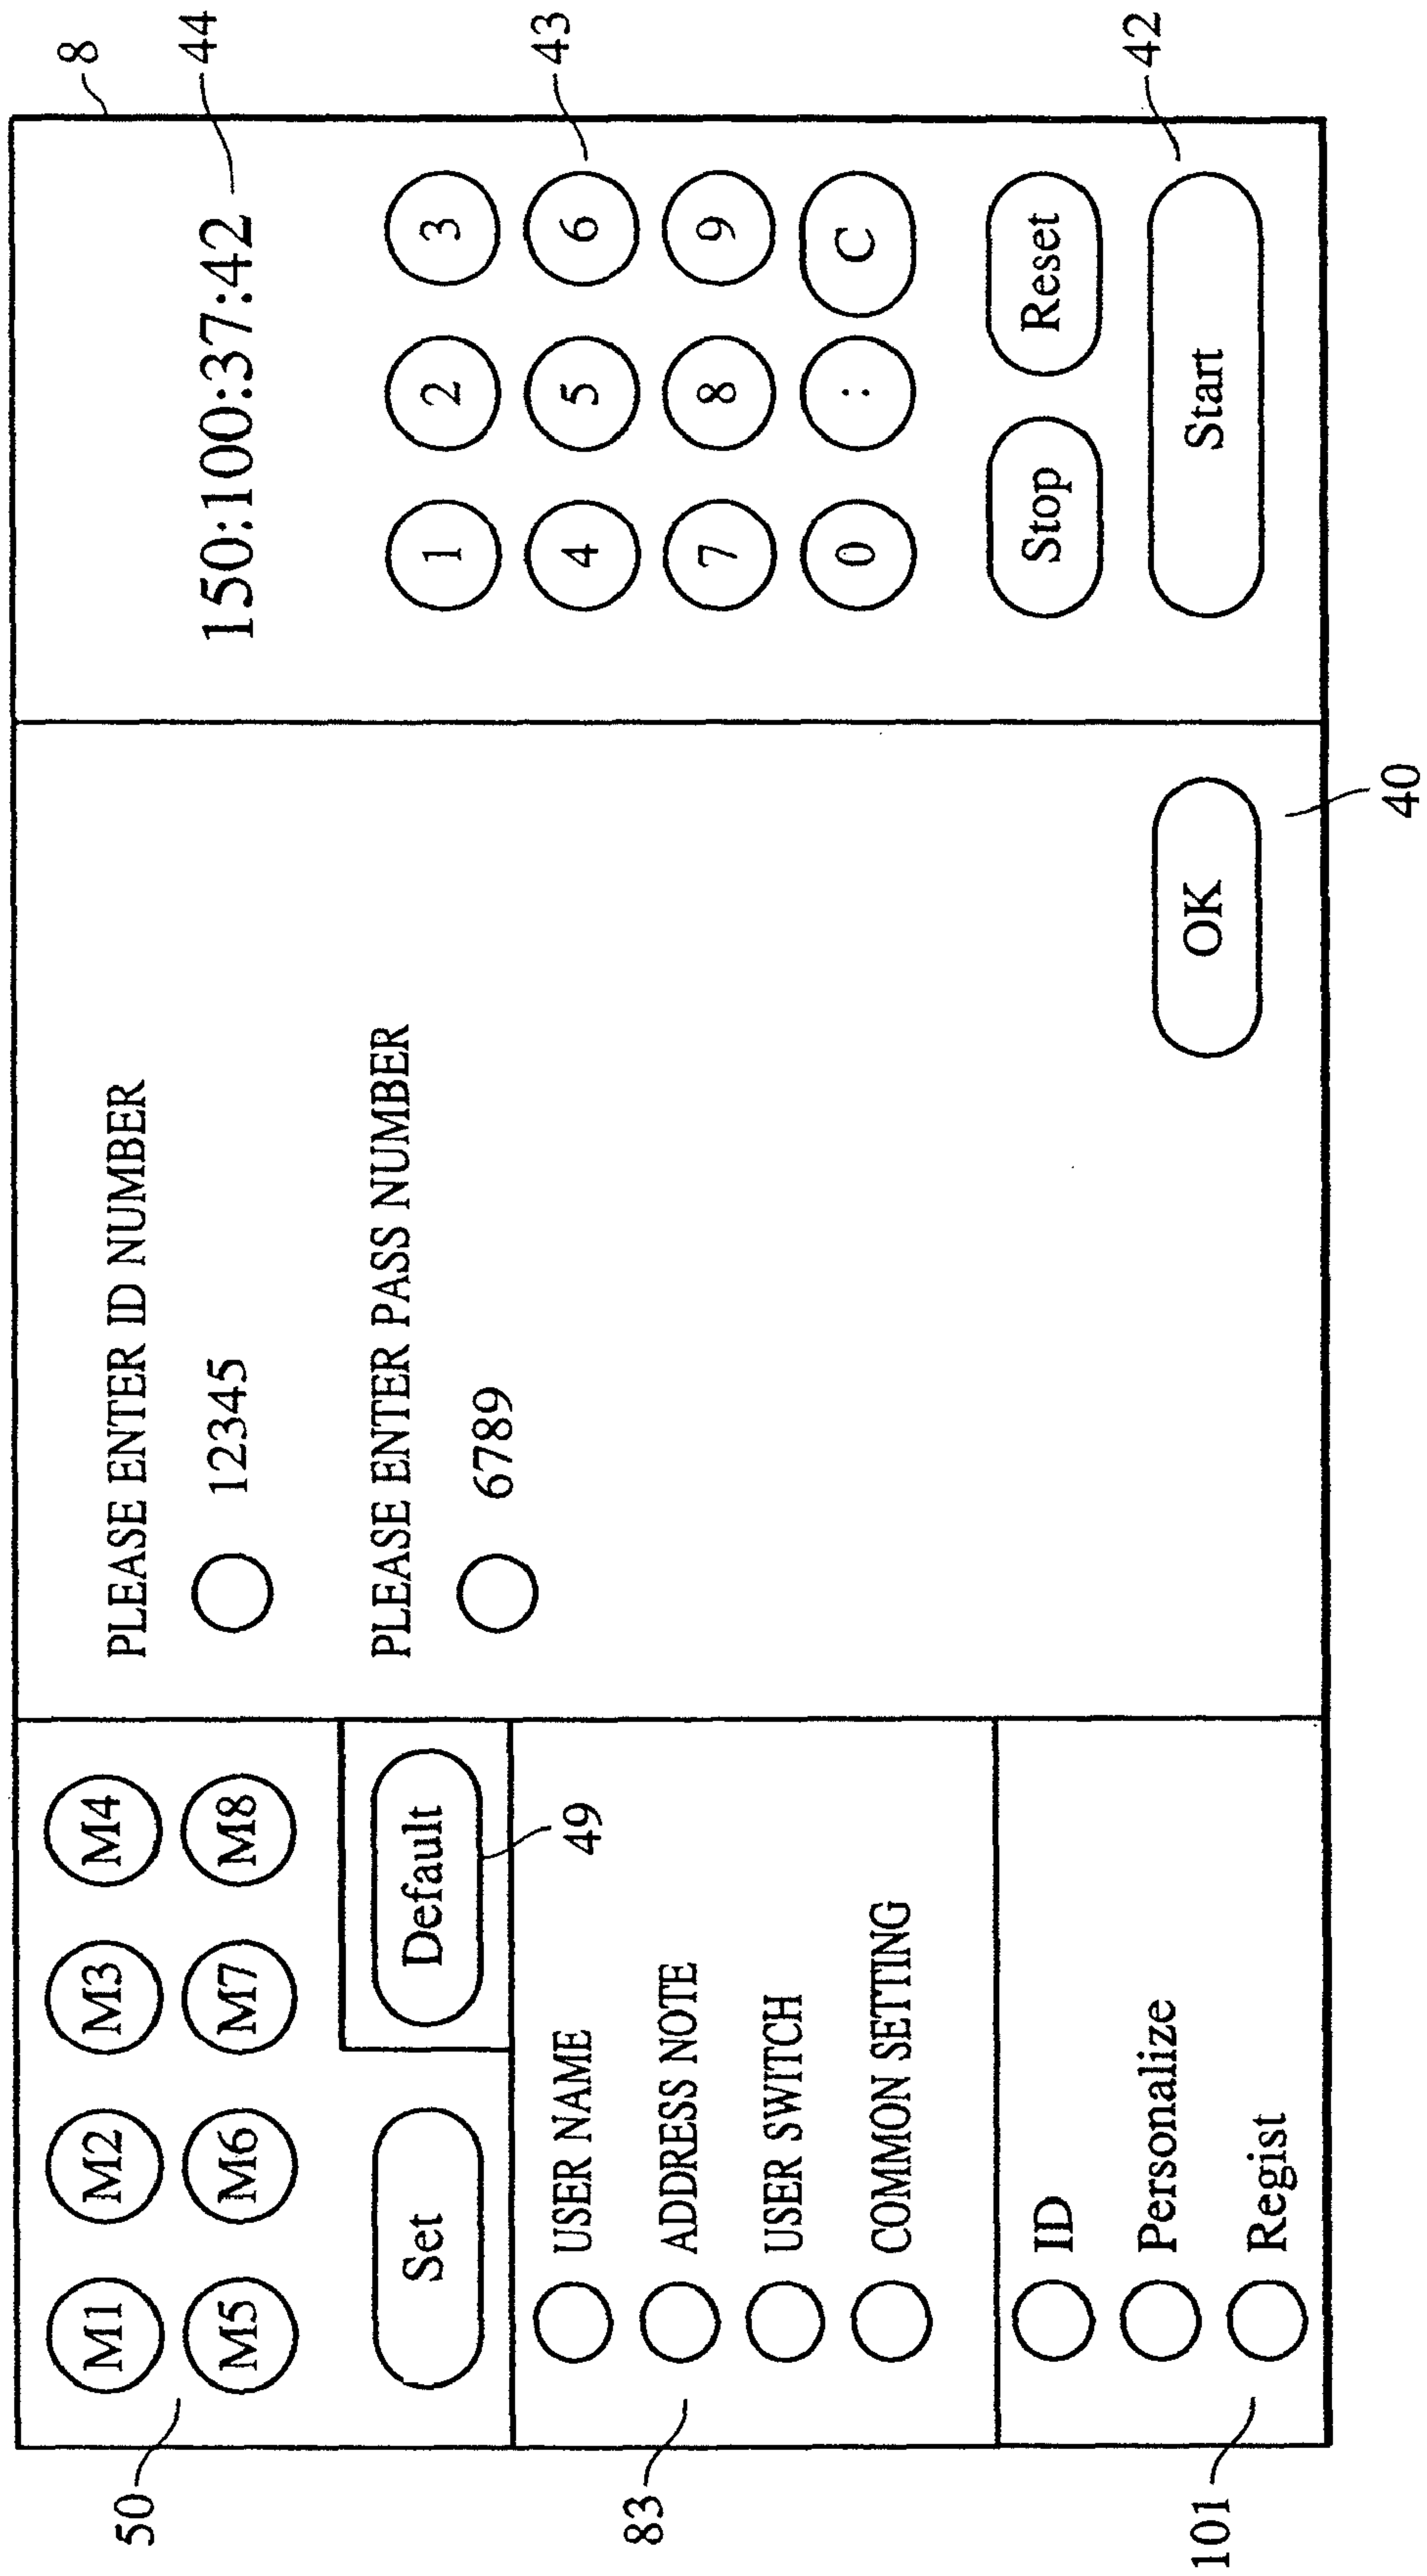 50
M1 M2 M3 M4
M5 M6 M7 M8
Set Default
49
83
USER NAME
ADDRESS NOTE
USER SWITCH
COMMON SETTING
101
ID
Personalize
Regist
PLEASE ENTER ID NUMBER
12345
PLEASE ENTER PASS NUMBER
6789
OK
40
8
150:100:37:42
44
1 2 3
4 5 6
43
7 8 9
0 : C
Stop Reset
Start
42